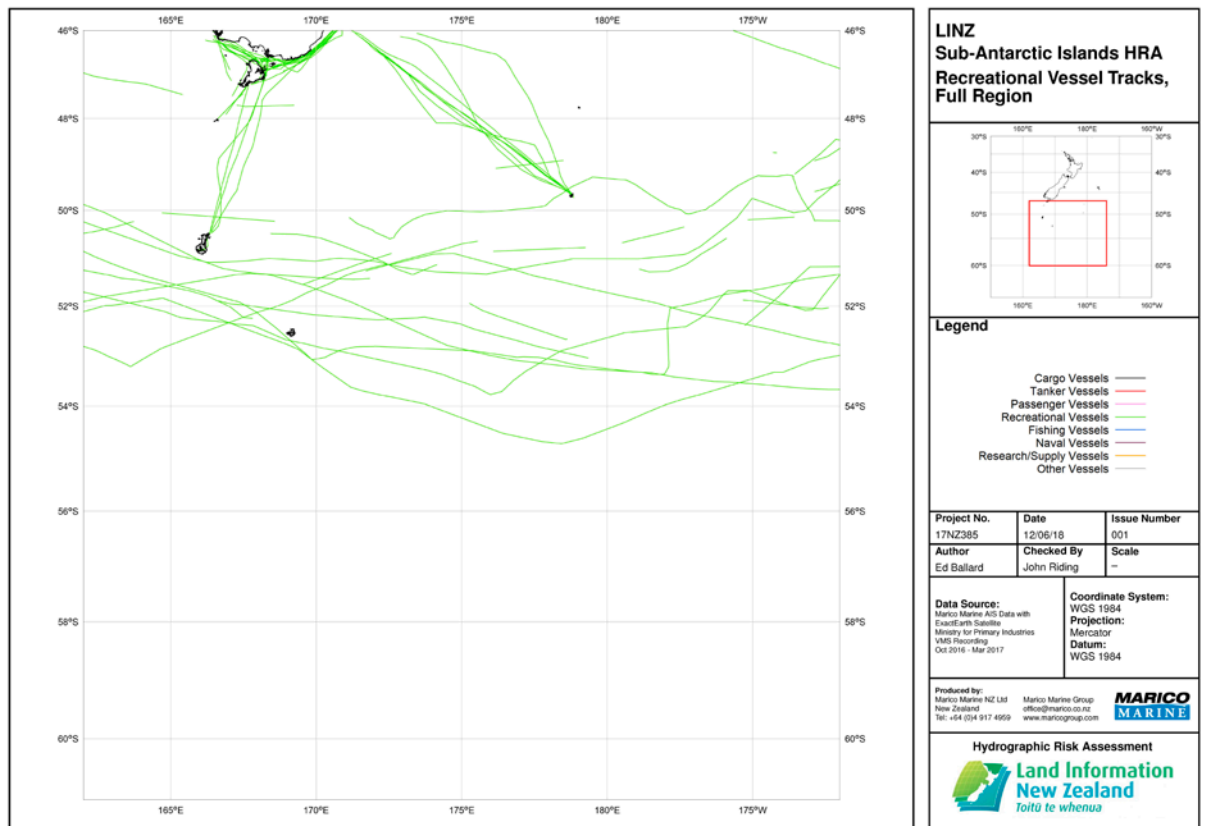 165°E 170°E 175°E 180°E 175°W
46°S 46°S
48°S 48°S
50°S 50°S
52°S 52°S
54°S 54°S
56°S 56°S
58°S 58°S
60°S 60°S
165°E 170°E 175°E 180°E 175°W
LINZ
Sub-Antarctic Islands HRA
Recreational Vessel Tracks,
Full Region
160°E 180°E 160°W
30°S 30°S
40°S 40°S
50°S 50°S
60°S 60°S
160°E 180°E 160°W
Legend
Cargo Vessels
Tanker Vessels
Passenger Vessels
Recreational Vessels
Fishing Vessels
Naval Vessels
Research/Supply Vessels
Other Vessels
Project No. Date Issue Number
17NZ385 12/06/18 001
Author Checked By Scale
Ed Ballard John Riding –
Data Source:
Marico Marine AIS Data with
ExactEarth Satellite
Ministry for Primary Industries
VMS Recording
Oct 2016 - Mar 2017
Coordinate System:
WGS 1984
Projection:
Mercator
Datum:
WGS 1984
Produced by:
Marico Marine NZ Ltd
New Zealand
Tel: +64 (0)4 917 4959
Marico Marine Group
office@marico.co.nz
www.maricogroup.com
MARICO
MARINE
Hydrographic Risk Assessment
Land Information
New Zealand
Toitū te whenua